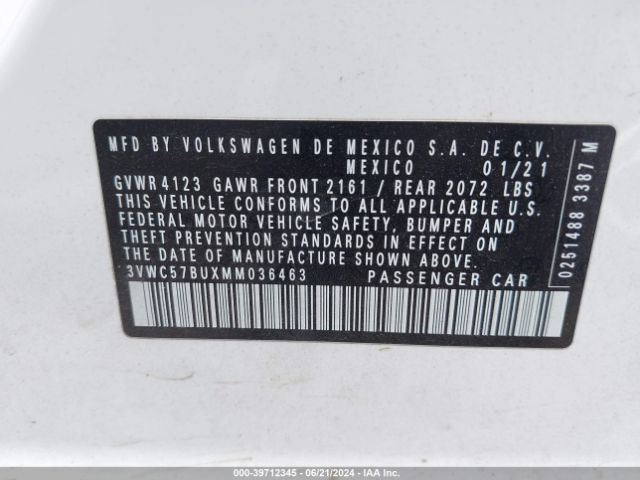 MFD BY VOLKSWAGEN DE MEXICO S.A. DE C.V.
MEXICO 01/21
GVWR 4123 GAWR FRONT 2161 / REAR 2072 LBS
THIS VEHICLE CONFORMS TO ALL APPLICABLE U.S.
FEDERAL MOTOR VEHICLE SAFETY, BUMPER AND
THEFT PREVENTION STANDARDS IN EFFECT ON
THE DATE OF MANUFACTURE SHOWN ABOVE.
3VWC57BUXMM036463 PASSENGER CAR
0251488 3387 M
© IAA - 39712345 - 06/21/2024 - IAAI.COM